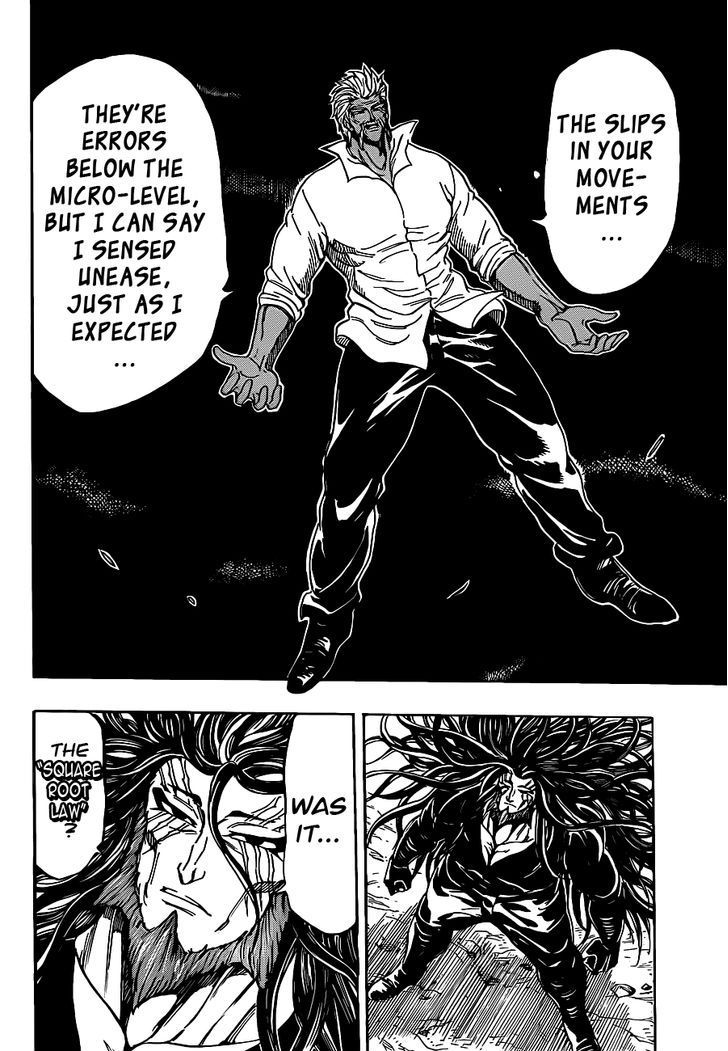 THE SLIPS
IN YOUR
MOVE-
MENTS
...
THEY'RE
ERRORS
BELOW THE
MICRO-LEVEL,
BUT I CAN SAY
I SENSED
UNEASE,
JUST AS I
EXPECTED
...
WAS
IT...
THE
"SQUARE
ROOT
LAW"
?